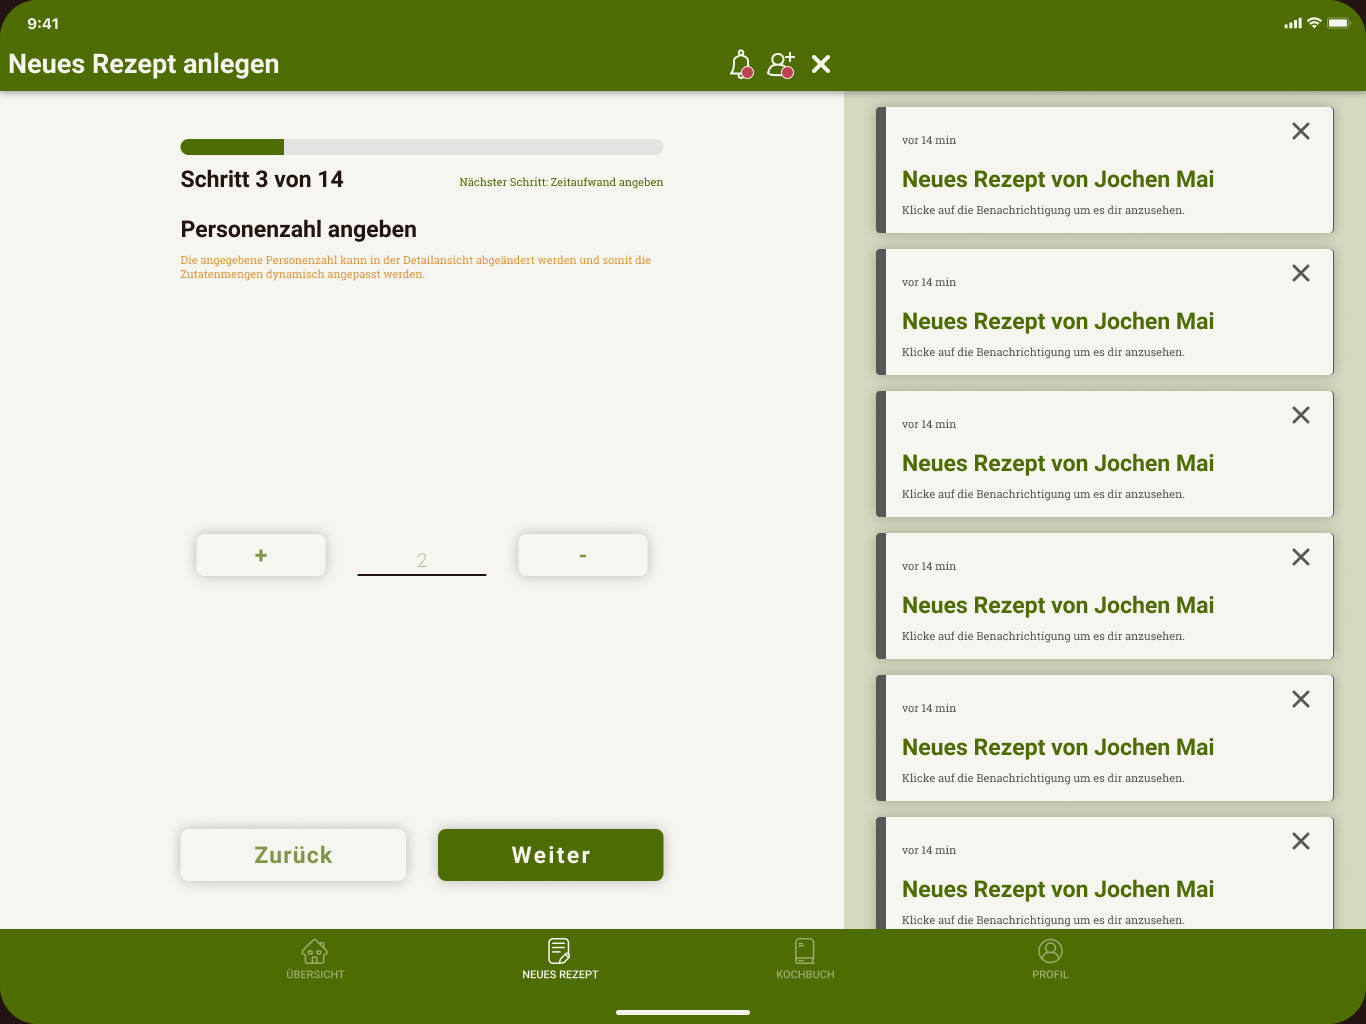 9:41
Neues Rezept anlegen
Schritt 3 von 14
Nächster Schritt: Zeitaufwand angeben
Personenzahl angeben
Die angegebene Personenzahl kann in der Detailansicht abgeändert werden und somit die
Zutatenmengen dynamisch angepasst werden.
+
2
-
Zurück
Weiter
vor 14 min
Neues Rezept von Jochen Mai
Klicke auf die Benachrichtigung um es dir anzusehen.
vor 14 min
Neues Rezept von Jochen Mai
Klicke auf die Benachrichtigung um es dir anzusehen.
vor 14 min
Neues Rezept von Jochen Mai
Klicke auf die Benachrichtigung um es dir anzusehen.
vor 14 min
Neues Rezept von Jochen Mai
Klicke auf die Benachrichtigung um es dir anzusehen.
vor 14 min
Neues Rezept von Jochen Mai
Klicke auf die Benachrichtigung um es dir anzusehen.
vor 14 min
Neues Rezept von Jochen Mai
Klicke auf die Benachrichtigung um es dir anzusehen.
ÜBERSICHT
NEUES REZEPT
KOCHBUCH
PROFIL